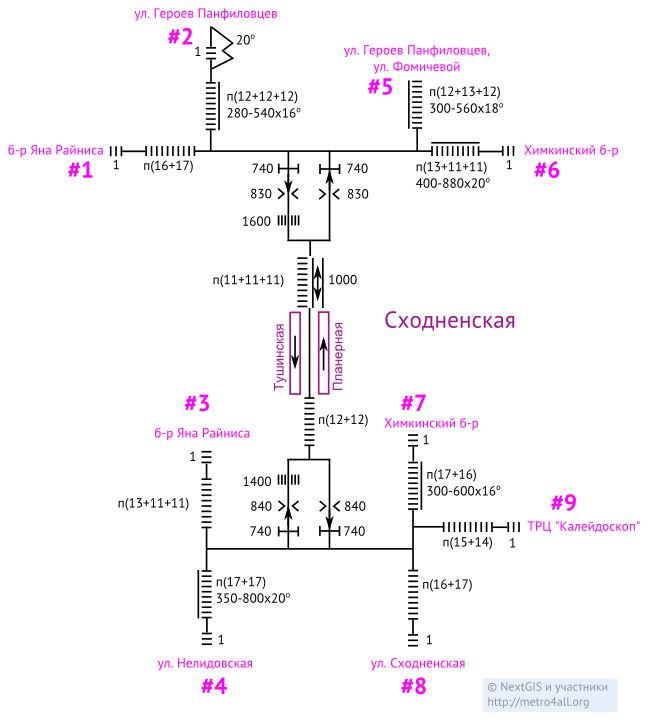 ул. Героев Панфиловцев
#2
20°
1
п(12+12+12)
280-540x16°
ул. Героев Панфиловцев,
ул. Фомичевой
#5
п(12+13+12)
300-560x18°
б-р Яна Райниса
#1
1
п(16+17)
Химкинский б-р
#6
1
п(13+11+11)
400-880x20°
740
740
830
830
1600
п(11+11+11)
1000
Сходненская
Тушинская
Планерная
п(12+12)
#3
б-р Яна Райниса
1
п(13+11+11)
#7
Химкинский б-р
1
п(17+16)
300-600x16°
1400
840
840
740
740
#9
ТРЦ "Калейдоскоп"
п(15+14)
1
п(17+17)
350-800x20°
п(16+17)
1
1
ул. Нелидовская
#4
ул. Сходненская
#8
© NextGIS и участники
http://metro4all.org